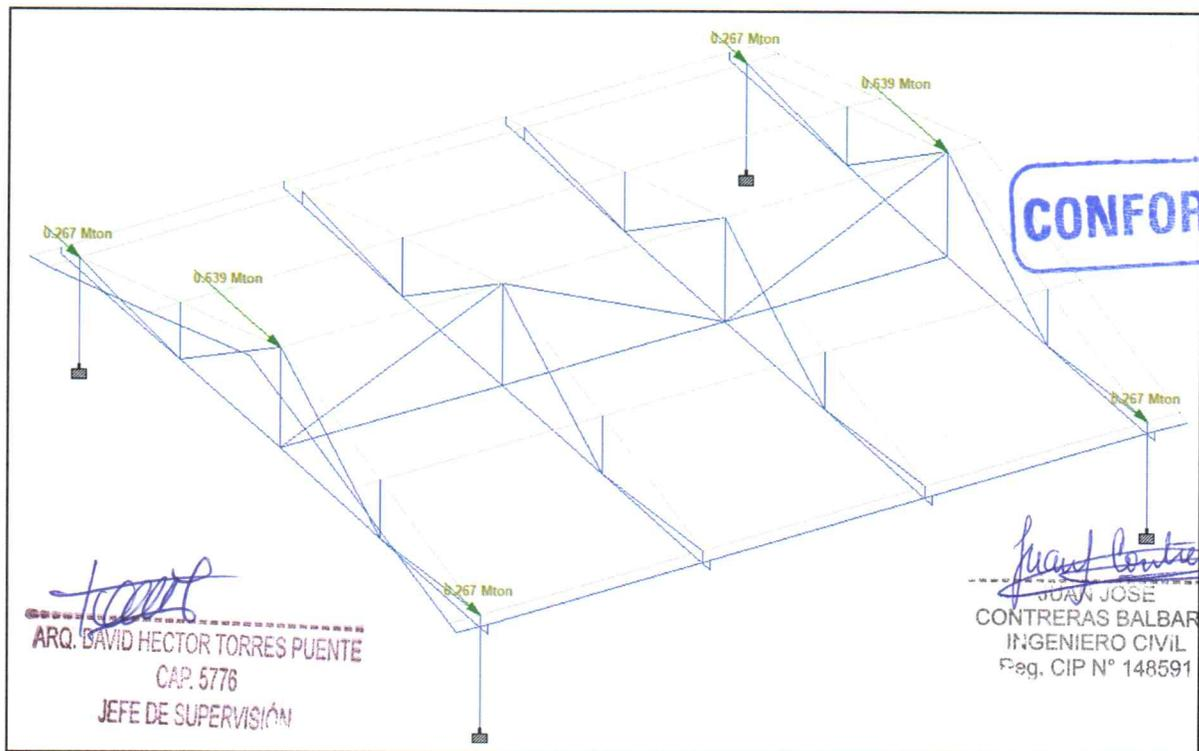 0.267 Mton
0.639 Mton
0.267 Mton
0.639 Mton
0.267 Mton
0.267 Mton
CONFOR
ARQ. DAVID HECTOR TORRES PUENTE
CAP. 5776
JEFE DE SUPERVISIÓN
JUAN JOSE
CONTRERAS BALBAR
INGENIERO CIVIL
Reg. CIP N° 148591